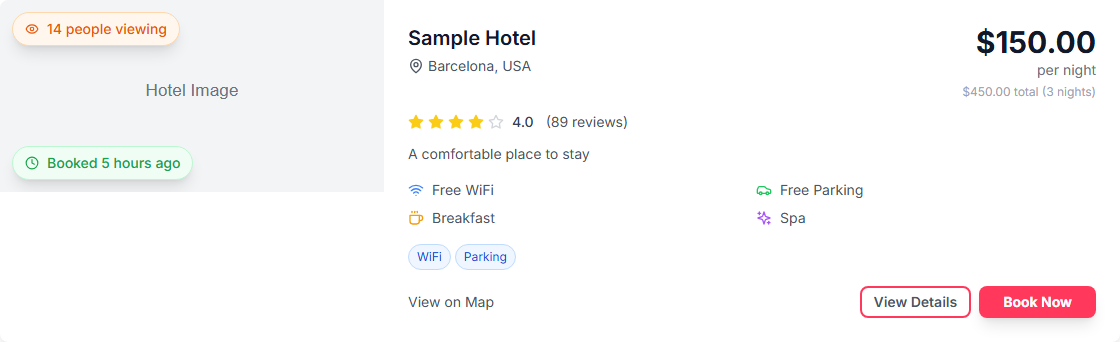 14 people viewing
Hotel Image
Booked 5 hours ago
Sample Hotel
Barcelona, USA
$150.00
per night
$450.00 total (3 nights)
4.0 (89 reviews)
A comfortable place to stay
Free WiFi
Free Parking
Breakfast
Spa
WiFi
Parking
View on Map
View Details
Book Now